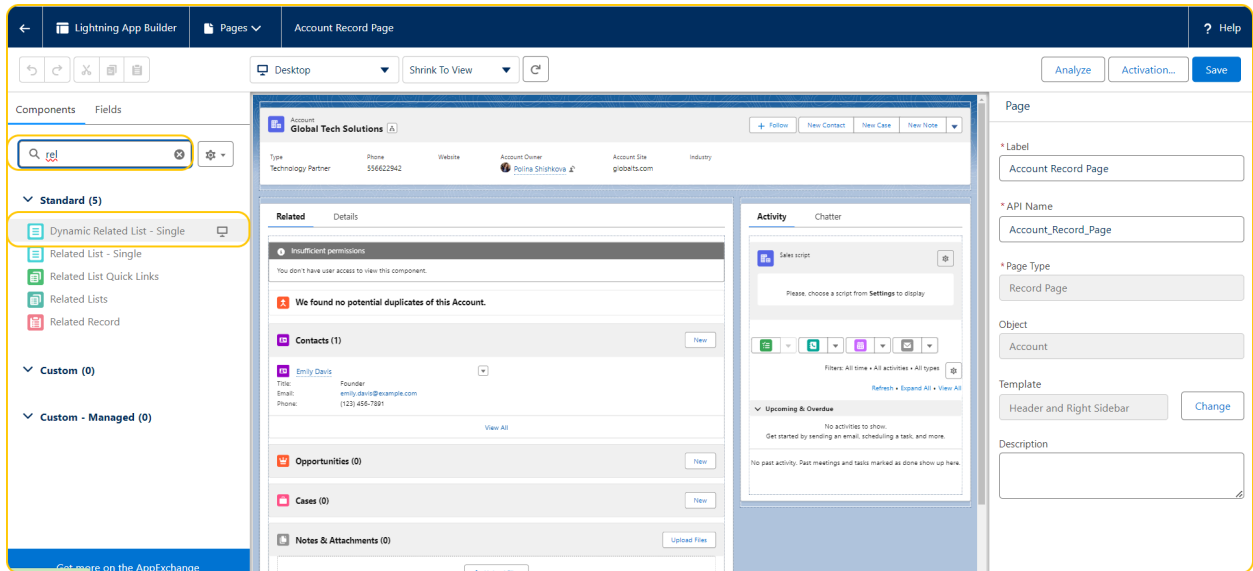 Lightning App Builder
Pages
Account Record Page
? Help
Desktop
Shrink To View
Analyze
Activation...
Save
Components
Fields
rel
Standard (5)
Dynamic Related List - Single
Related List - Single
Related List Quick Links
Related Lists
Related Record
Custom (0)
Custom - Managed (0)
Get more on the AppExchange
Account
Global Tech Solutions
+ Follow
New Contact
New Case
New Note
Type
Phone
Website
Account Owner
Account Site
Industry
Technology Partner
556622942
Polina Shishkova
globalts.com
Related
Details
Insufficient permissions
You don't have user access to view this component.
We found no potential duplicates of this Account.
Contacts (1)
New
Emily Davis
Title:
Founder
Email:
emily.davis@example.com
Phone:
(123) 456-7891
View All
Opportunities (0)
New
Cases (0)
New
Notes & Attachments (0)
Upload Files
Activity
Chatter
Sales script
Please, choose a script from Settings to display
Filters: All time • All activities • All types
Refresh • Expand All • View All
Upcoming & Overdue
No activities to show.
Get started by sending an email, scheduling a task, and more.
No past activity. Past meetings and tasks marked as done show up here.
Page
*Label
Account Record Page
*API Name
Account_Record_Page
*Page Type
Record Page
Object
Account
Template
Header and Right Sidebar
Change
Description